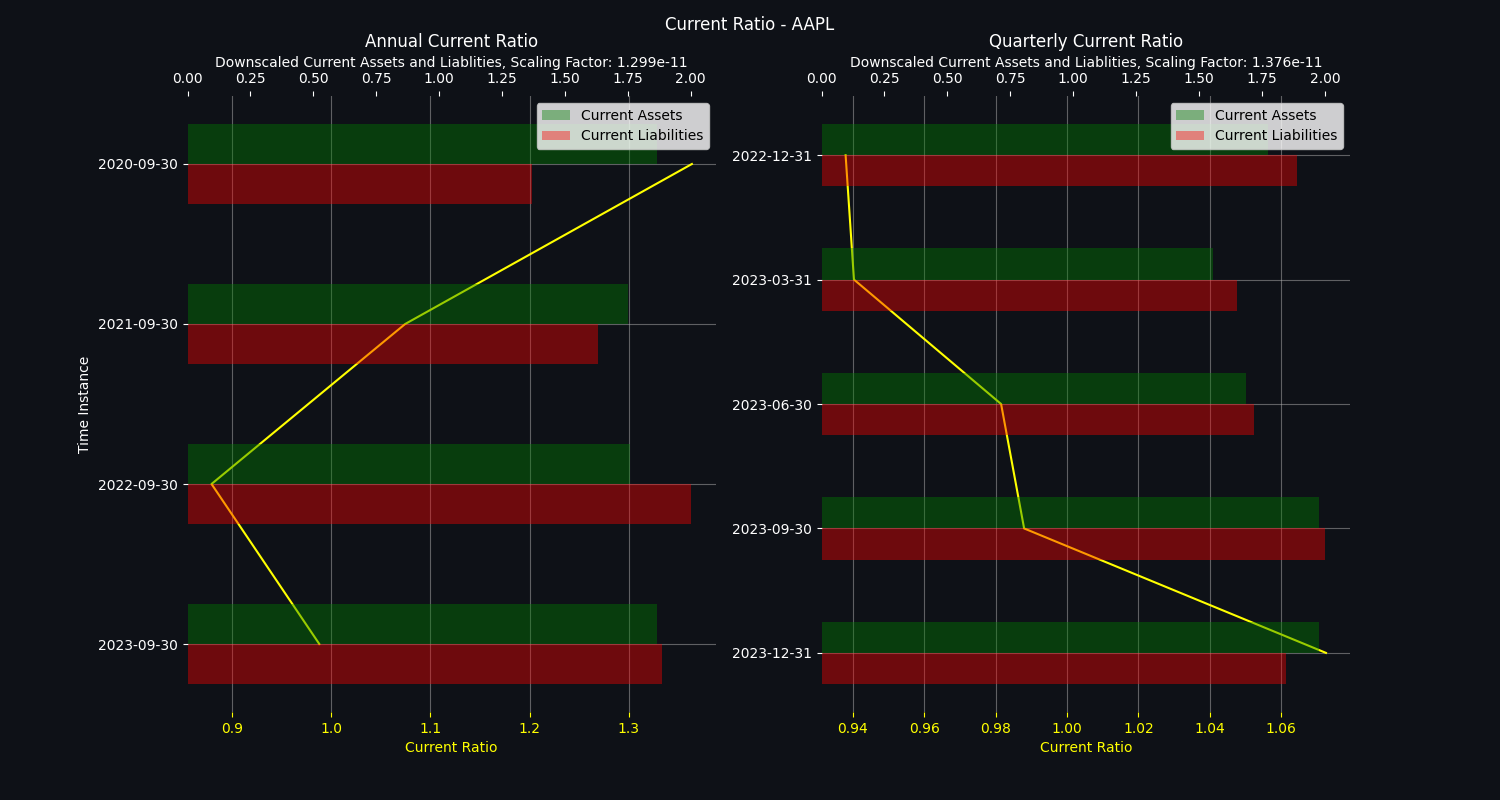 Current Ratio - AAPL
Annual Current Ratio
Downscaled Current Assets and Liablities, Scaling Factor: 1.299e-11
0.00 0.25 0.50 0.75 1.00 1.25 1.50 1.75 2.00
Current Assets
Current Liabilities
2020-09-30
2021-09-30
2022-09-30
2023-09-30
Time Instance
0.9 1.0 1.1 1.2 1.3
Current Ratio
Quarterly Current Ratio
Downscaled Current Assets and Liablities, Scaling Factor: 1.376e-11
0.00 0.25 0.50 0.75 1.00 1.25 1.50 1.75 2.00
Current Assets
Current Liabilities
2022-12-31
2023-03-31
2023-06-30
2023-09-30
2023-12-31
0.94 0.96 0.98 1.00 1.02 1.04 1.06
Current Ratio